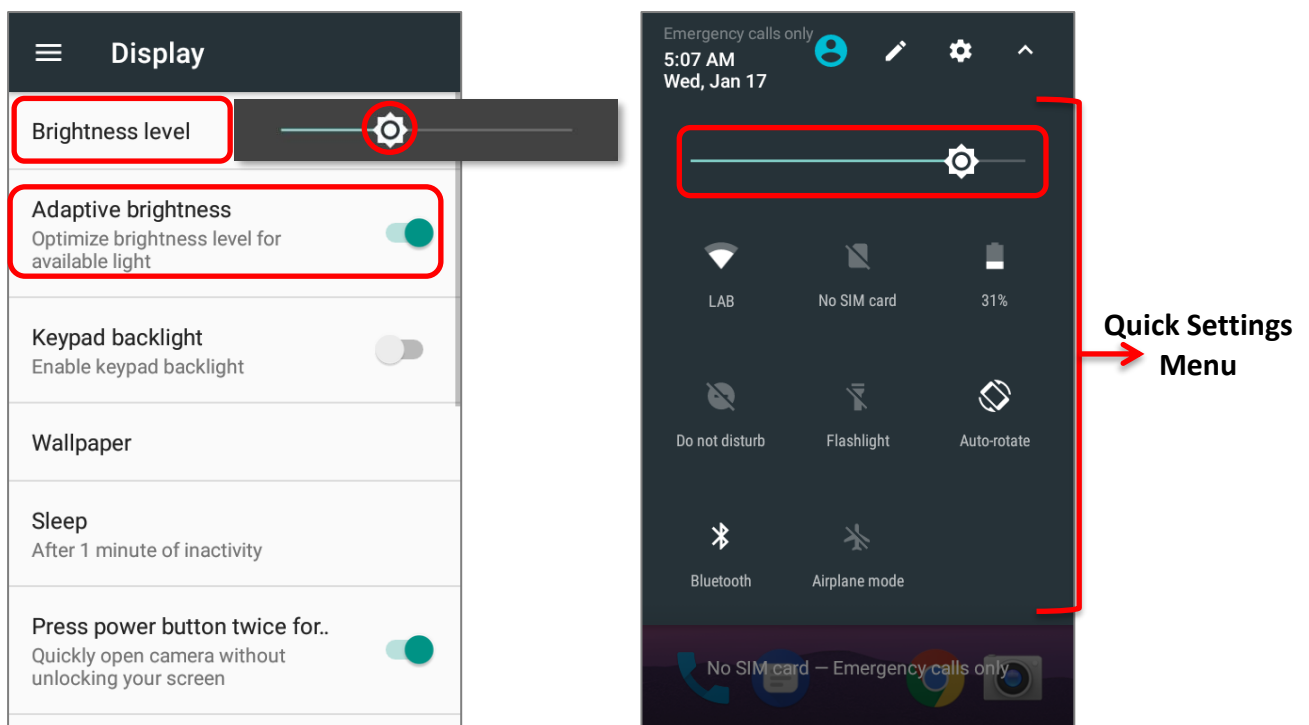 Display
Brightness level
Adaptive brightness
Optimize brightness level for
available light
Keypad backlight
Enable keypad backlight
Wallpaper
Sleep
After 1 minute of inactivity
Press power button twice for..
Quickly open camera without
unlocking your screen
Emergency calls only
5:07 AM
Wed, Jan 17
LAB
No SIM card
31%
Do not disturb
Flashlight
Auto-rotate
Bluetooth
Airplane mode
No SIM card — Emergency calls only
Quick Settings
Menu